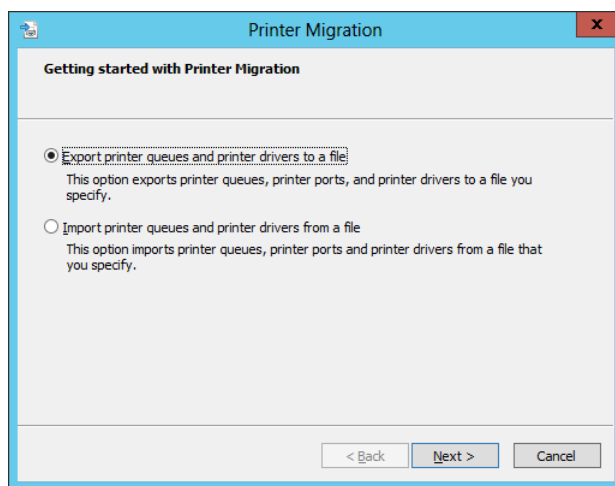 Printer Migration
x
Getting started with Printer Migration
Export printer queues and printer drivers to a file
This option exports printer queues, printer ports, and printer drivers to a file you
specify.
Import printer queues and printer drivers from a file
This option imports printer queues, printer ports and printer drivers from a file that
you specify.
< Back
Next >
Cancel